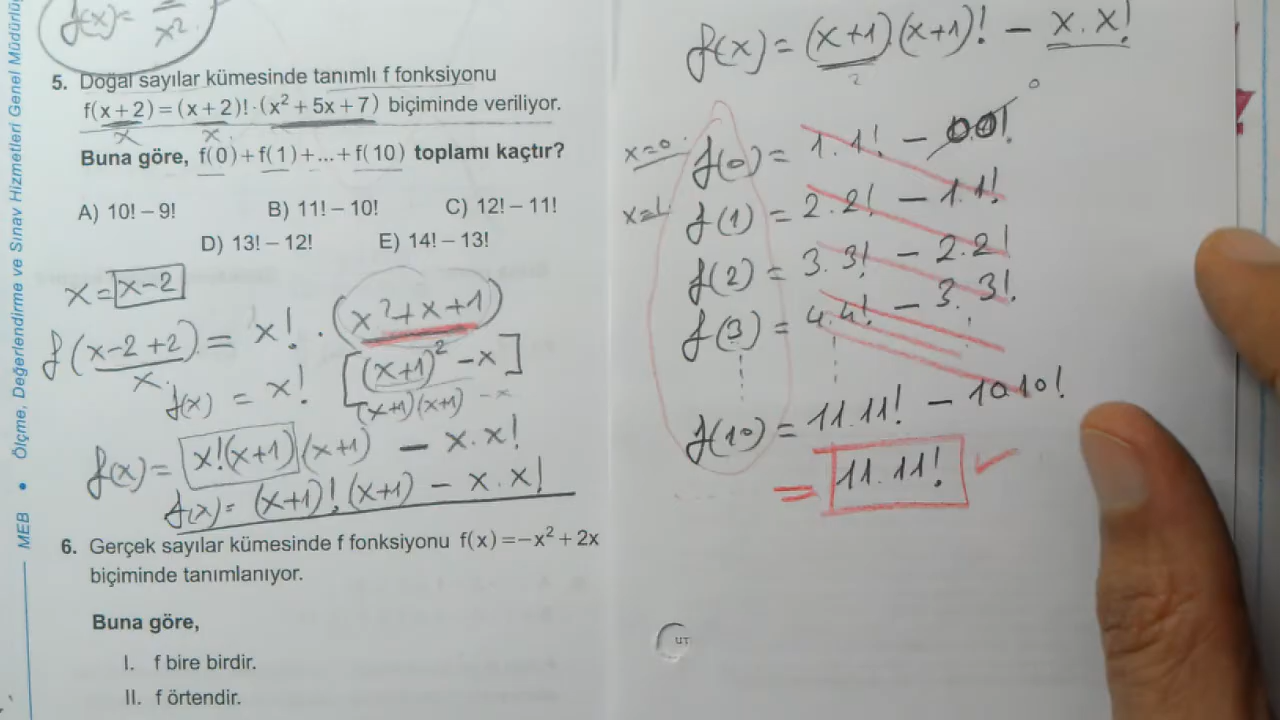 f(x) = / x²
MEB • Ölçme, Değerlendirme ve Sınav Hizmetleri Genel Müdürlüğ
5. Doğal sayılar kümesinde tanımlı f fonksiyonu
f(x + 2) = (x + 2)! · (x² + 5x + 7) biçiminde veriliyor.
x x
Buna göre, f(0) + f(1) + ... + f(10) toplamı kaçtır?
A) 10! – 9! B) 11! – 10! C) 12! – 11!
D) 13! – 12! E) 14! – 13!
x = x-2
f(x-2+2) = x! · (x²+x+1)
x
f(x) = x! [(x+1)² - x]
(x+1)(x+1) - x
f(x) = x!(x+1)(x+1) - x.x!
f(x) = (x+1)!(x+1) - x.x!
6. Gerçek sayılar kümesinde f fonksiyonu f(x) = –x² + 2x
biçiminde tanımlanıyor.
Buna göre,
I. f bire birdir.
II. f örtendir.
f(x) = (x+1)(x+1)! - x.x!
x=0 f(0) = 1.1! - 0.0! 0
x=1 f(1) = 2.2! - 1.1!
f(2) = 3.3! - 2.2!
f(3) = 4.4! - 3.3!
f(10) = 11.11! - 10.10!
= 11.11! ✓
UT